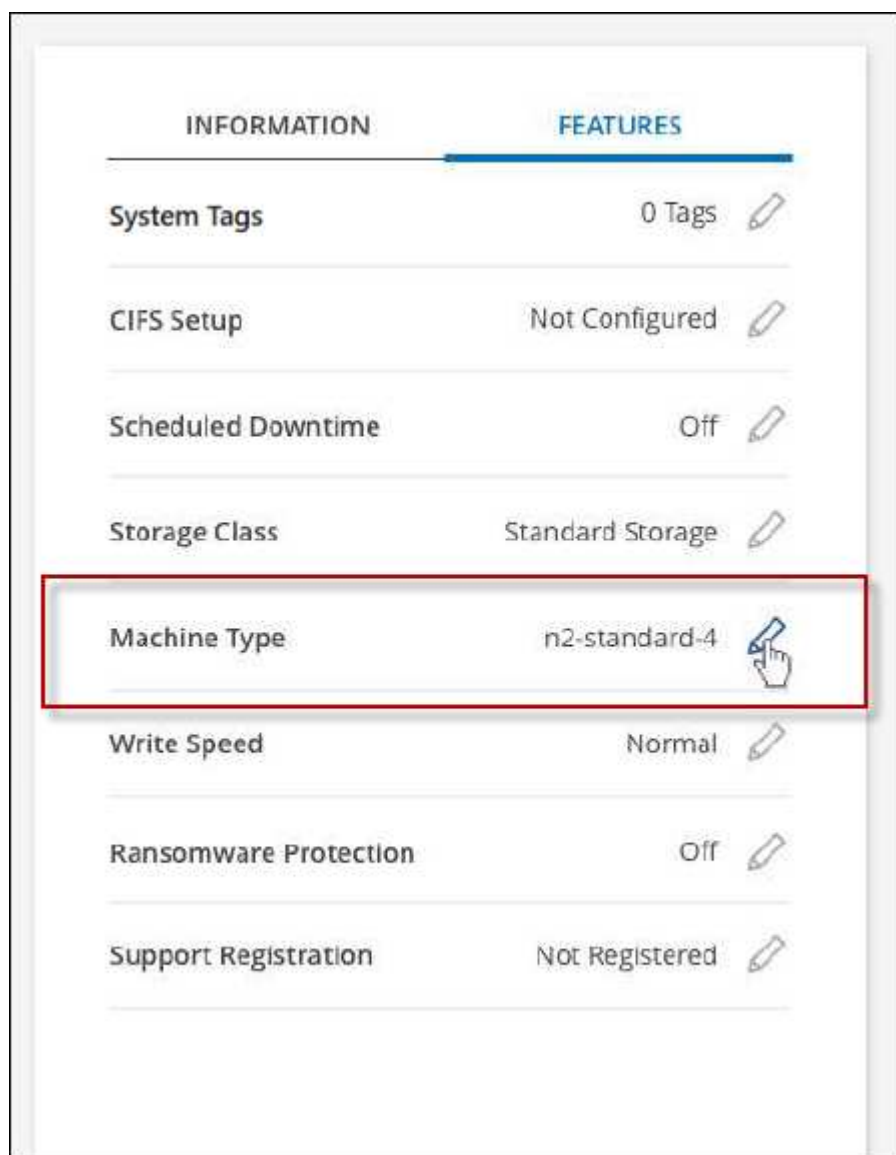 INFORMATION FEATURES
System Tags 0 Tags
CIFS Setup Not Configured
Scheduled Downtime Off
Storage Class Standard Storage
Machine Type n2-standard-4
Write Speed Normal
Ransomware Protection Off
Support Registration Not Registered